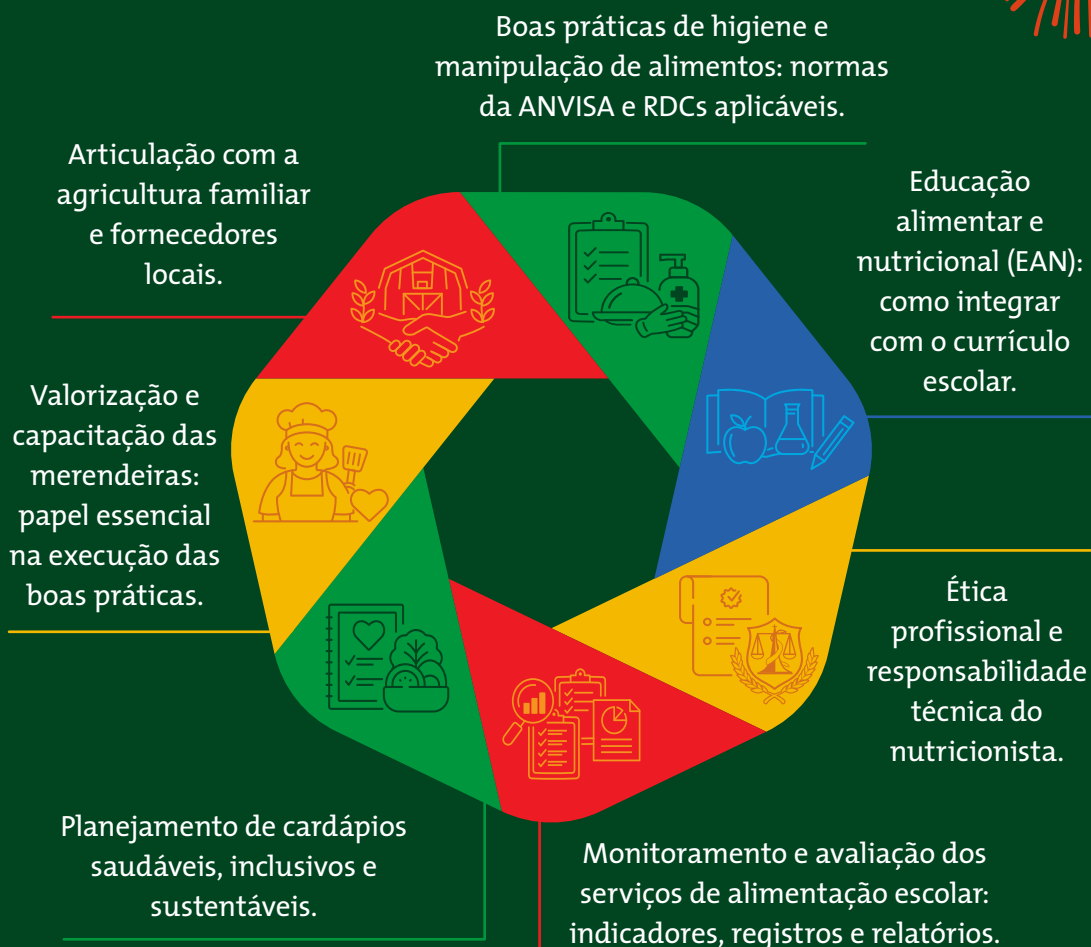 Boas práticas de higiene e
manipulação de alimentos: normas
da ANVISA e RDCs aplicáveis.
Articulação com a
agricultura familiar
e fornecedores
locais.
Educação
alimentar e
nutricional (EAN):
como integrar
com o currículo
escolar.
Valorização e
capacitação das
merendeiras:
papel essencial
na execução das
boas práticas.
Ética
profissional e
responsabilidade
técnica do
nutricionista.
Planejamento de cardápios
saudáveis, inclusivos e
sustentáveis.
Monitoramento e avaliação dos
serviços de alimentação escolar:
indicadores, registros e relatórios.